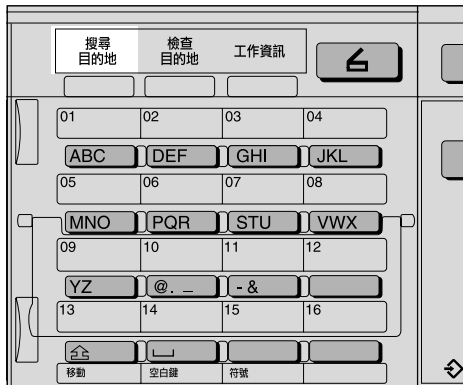 搜尋
目的地
檢查
目的地
工作資訊
01 02 03 04
ABC DEF GHI JKL
05 06 07 08
MNO PQR STU VWX
09 10 11 12
YZ @. _ - &
13 14 15 16
移動 空白鍵 符號